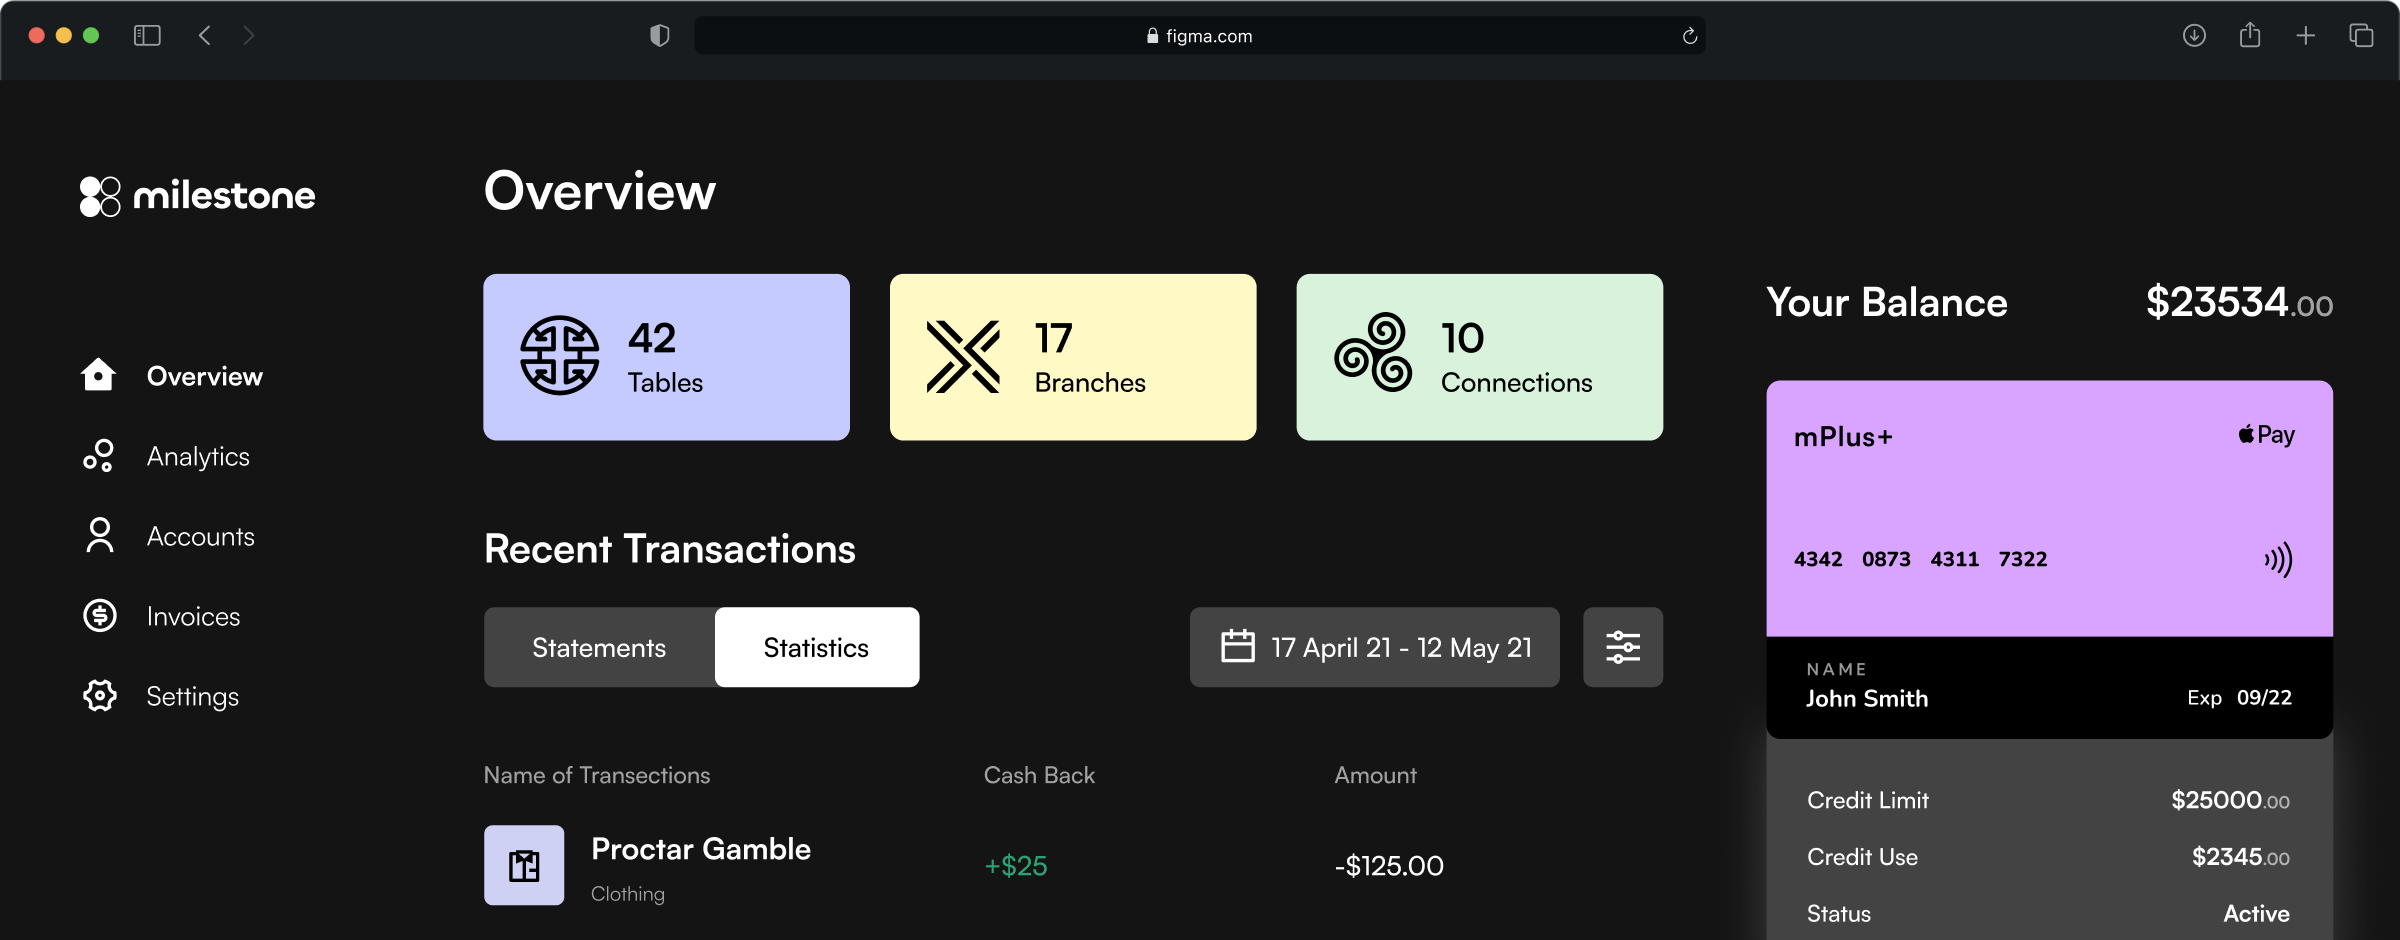 figma.com
milestone
Overview
Analytics
Accounts
Invoices
Settings
Overview
42
Tables
17
Branches
10
Connections
Recent Transactions
Statements
Statistics
17 April 21 - 12 May 21
Name of Transections
Cash Back
Amount
Proctar Gamble
Clothing
+$25
-$125.00
Your Balance
$23534.00
mPlus+
Pay
4342 0873 4311 7322
NAME
John Smith
Exp 09/22
Credit Limit
$25000.00
Credit Use
$2345.00
Status
Active